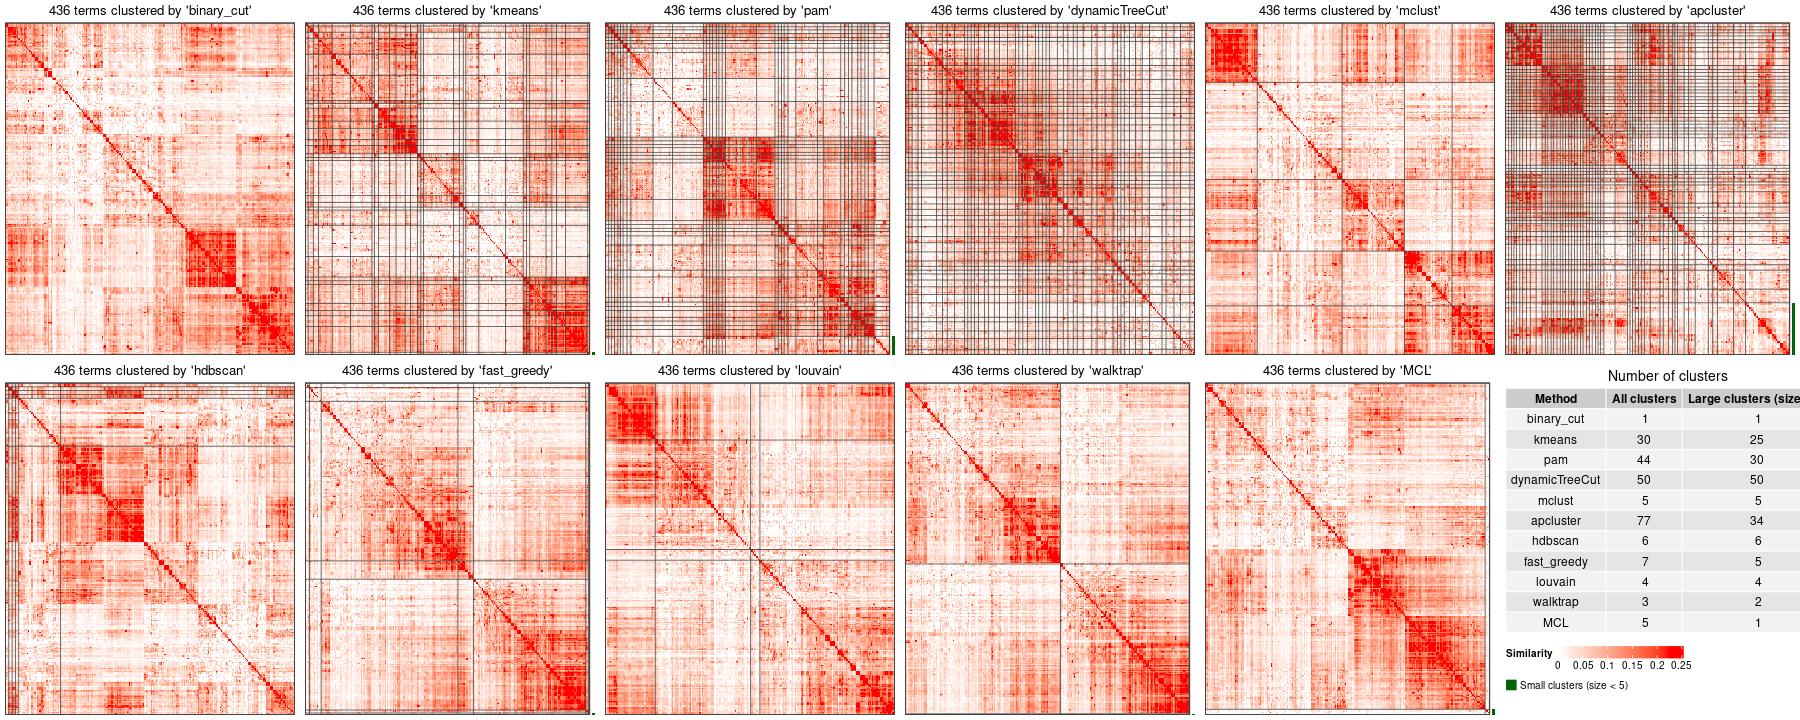 436 terms clustered by 'binary_cut'
436 terms clustered by 'kmeans'
436 terms clustered by 'pam'
436 terms clustered by 'dynamicTreeCut'
436 terms clustered by 'mclust'
436 terms clustered by 'apcluster'
436 terms clustered by 'hdbscan'
436 terms clustered by 'fast_greedy'
436 terms clustered by 'louvain'
436 terms clustered by 'walktrap'
436 terms clustered by 'MCL'
Number of clusters
Method All clusters Large clusters (size
binary_cut 1 1
kmeans 30 25
pam 44 30
dynamicTreeCut 50 50
mclust 5 5
apcluster 77 34
hdbscan 6 6
fast_greedy 7 5
louvain 4 4
walktrap 3 2
MCL 5 1
Similarity
0 0.05 0.1 0.15 0.2 0.25
Small clusters (size < 5)